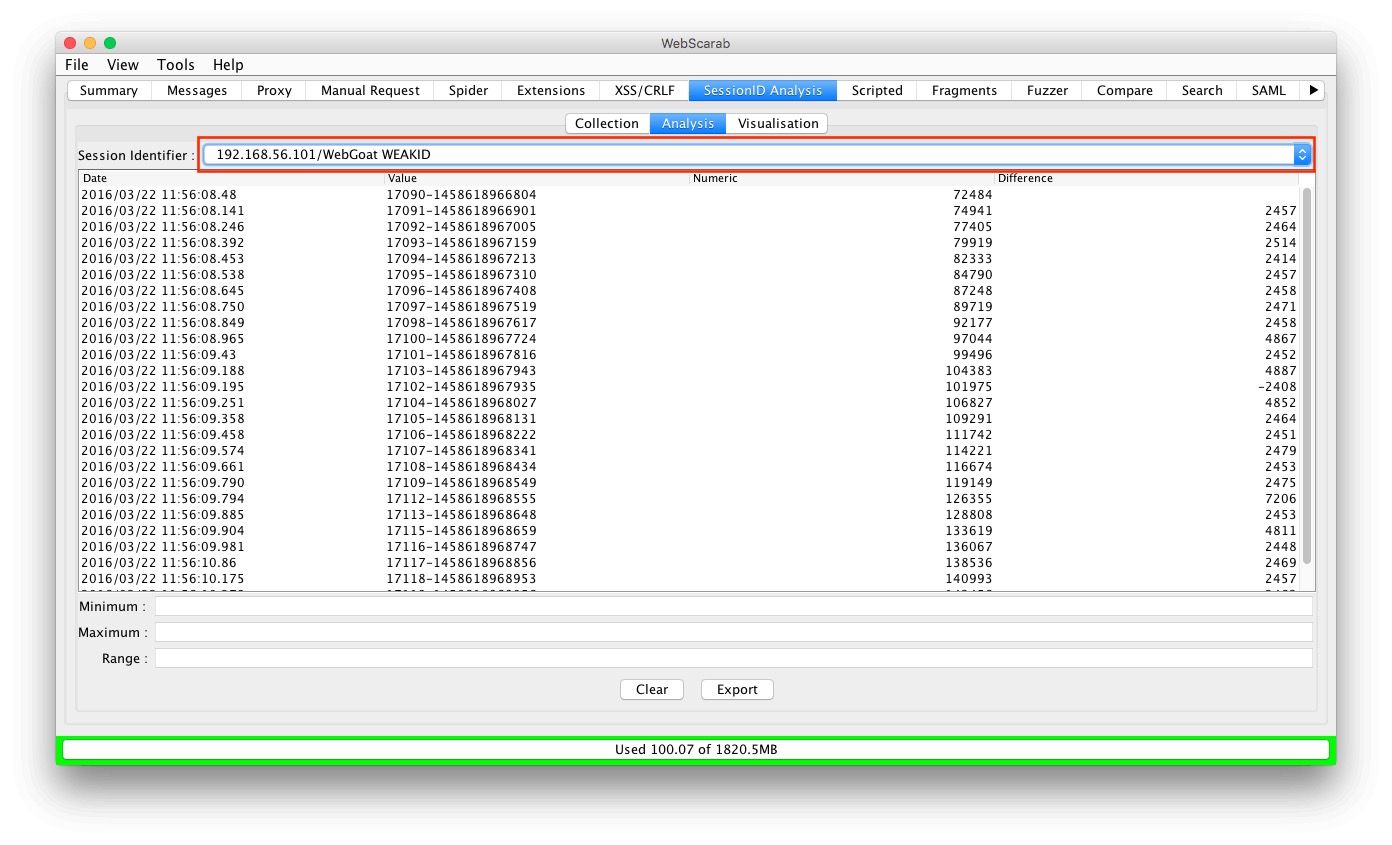 WebScarab
File View Tools Help
Summary Messages Proxy Manual Request Spider Extensions XSS/CRLF SessionID Analysis Scripted Fragments Fuzzer Compare Search SAML
Collection Analysis Visualisation
Session Identifier : 192.168.56.101/WebGoat WEAKID
Date Value Numeric Difference
2016/03/22 11:56:08.48 17090-1458618966804 72484
2016/03/22 11:56:08.141 17091-1458618966901 74941 2457
2016/03/22 11:56:08.246 17092-1458618967005 77405 2464
2016/03/22 11:56:08.392 17093-1458618967159 79919 2514
2016/03/22 11:56:08.453 17094-1458618967213 82333 2414
2016/03/22 11:56:08.538 17095-1458618967310 84790 2457
2016/03/22 11:56:08.645 17096-1458618967408 87248 2458
2016/03/22 11:56:08.750 17097-1458618967519 89719 2471
2016/03/22 11:56:08.849 17098-1458618967617 92177 2458
2016/03/22 11:56:08.965 17100-1458618967724 97044 4867
2016/03/22 11:56:09.43 17101-1458618967816 99496 2452
2016/03/22 11:56:09.188 17103-1458618967943 104383 4887
2016/03/22 11:56:09.195 17102-1458618967935 101975 -2408
2016/03/22 11:56:09.251 17104-1458618968027 106827 4852
2016/03/22 11:56:09.358 17105-1458618968131 109291 2464
2016/03/22 11:56:09.458 17106-1458618968222 111742 2451
2016/03/22 11:56:09.574 17107-1458618968341 114221 2479
2016/03/22 11:56:09.661 17108-1458618968434 116674 2453
2016/03/22 11:56:09.790 17109-1458618968549 119149 2475
2016/03/22 11:56:09.794 17112-1458618968555 126355 7206
2016/03/22 11:56:09.885 17113-1458618968648 128808 2453
2016/03/22 11:56:09.904 17115-1458618968659 133619 4811
2016/03/22 11:56:09.981 17116-1458618968747 136067 2448
2016/03/22 11:56:10.86 17117-1458618968856 138536 2469
2016/03/22 11:56:10.175 17118-1458618968953 140993 2457
Minimum :
Maximum :
Range :
Clear Export
Used 100.07 of 1820.5MB